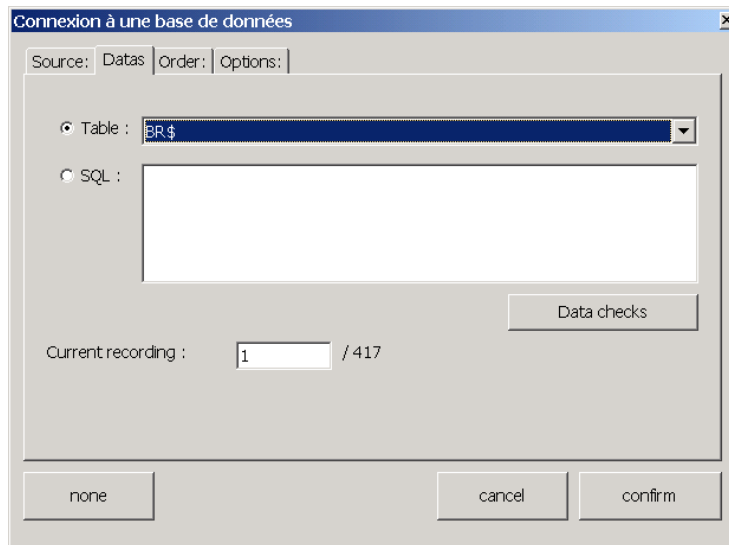 Connexion à une base de données
Source: Datas Order: Options:
Table : BR$
SQL :
Data checks
Current recording : 1 / 417
none cancel confirm